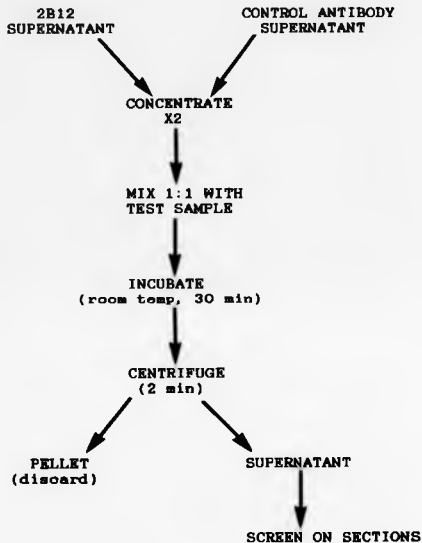 2B12
SUPERNATANT
CONTROL ANTIBODY
SUPERNATANT
CONCENTRATE
X2
MIX 1:1 WITH
TEST SAMPLE
INCUBATE
(room temp, 30 min)
CENTRIFUGE
(2 min)
PELLET
(discard)
SUPERNATANT
SCREEN ON SECTIONS